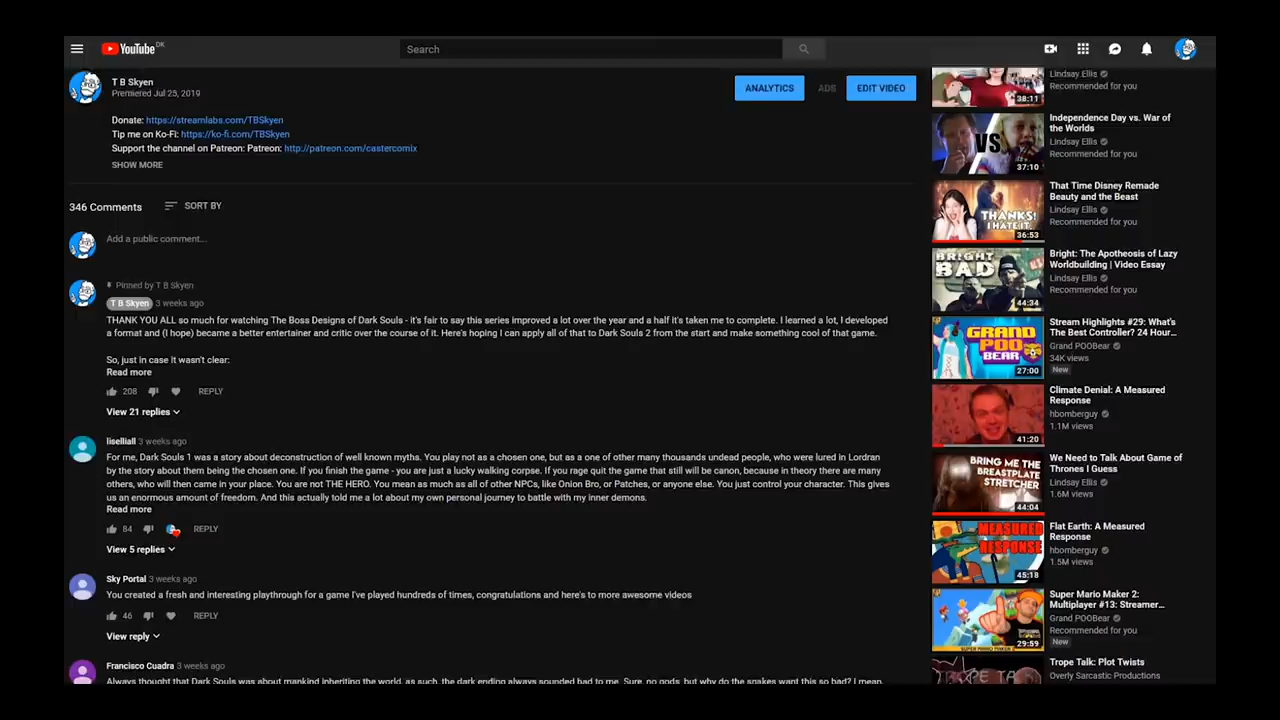 YouTube DK
Search
T B Skyen
Premiered Jul 25, 2019
ANALYTICS
ADS
EDIT VIDEO
Donate: https://streamlabs.com/TBSkyen
Tip me on Ko-Fi: https://ko-fi.com/TBSkyen
Support the channel on Patreon: Patreon: http://patreon.com/castercomix
SHOW MORE
346 Comments
SORT BY
Add a public comment...
Pinned by T B Skyen
T B Skyen 3 weeks ago
THANK YOU ALL so much for watching The Boss Designs of Dark Souls - it's fair to say this series improved a lot over the year and a half it's taken me to complete. I learned a lot, I developed
a format and (I hope) became a better entertainer and critic over the course of it. Here's hoping I can apply all of that to Dark Souls 2 from the start and make something cool of that game.
So, just in case it wasn't clear:
Read more
208
REPLY
View 21 replies
liselliall 3 weeks ago
For me, Dark Souls 1 was a story about deconstruction of well known myths. You play not as a chosen one, but as a one of other many thousands undead people, who were lured in Lordran
by the story about them being the chosen one. If you finish the game - you are just a lucky walking corpse. If you rage quit the game that still will be canon, because in theory there are many
others, who will then came in your place. You are not THE HERO. You mean as much as all of other NPCs, like Onion Bro, or Patches, or anyone else. You just control your character. This gives
us an enormous amount of freedom. And this actually told me a lot about my own personal journey to battle with my inner demons.
Read more
84
REPLY
View 5 replies
Sky Portal 3 weeks ago
You created a fresh and interesting playthrough for a game I've played hundreds of times, congratulations and here's to more awesome videos
46
REPLY
View reply
Francisco Cuadra 3 weeks ago
Always thought that Dark Souls was about mankind inheriting the world, as such, the dark ending always sounded bad to me. Sure, no gods, but why do the snakes want this so bad? I mean,
38:11
Lindsay Ellis
Recommended for you
VS.
37:10
Independence Day vs. War of
the Worlds
Lindsay Ellis
Recommended for you
THANKS!
I HATE IT.
36:53
That Time Disney Remade
Beauty and the Beast
Lindsay Ellis
Recommended for you
BRIGHT
BAD
44:34
Bright: The Apotheosis of Lazy
Worldbuilding | Video Essay
Lindsay Ellis
Recommended for you
GRAND
POO
BEAR
27:00
Stream Highlights #29: What's
The Best Controller? 24 Hour...
Grand POOBear
34K views
New
41:20
Climate Denial: A Measured
Response
hbomberguy
1.1M views
BRING ME THE
BREASTPLATE
STRETCHER
44:04
We Need to Talk About Game of
Thrones I Guess
Lindsay Ellis
1.6M views
MEASURED
RESPONSE
45:18
Flat Earth: A Measured
Response
hbomberguy
1.5M views
SUPER MARIO MAKER 2
29:59
Super Mario Maker 2:
Multiplayer #13: Streamer...
Grand POOBear
Recommended for you
New
Trope Talk: Plot Twists
Overly Sarcastic Productions